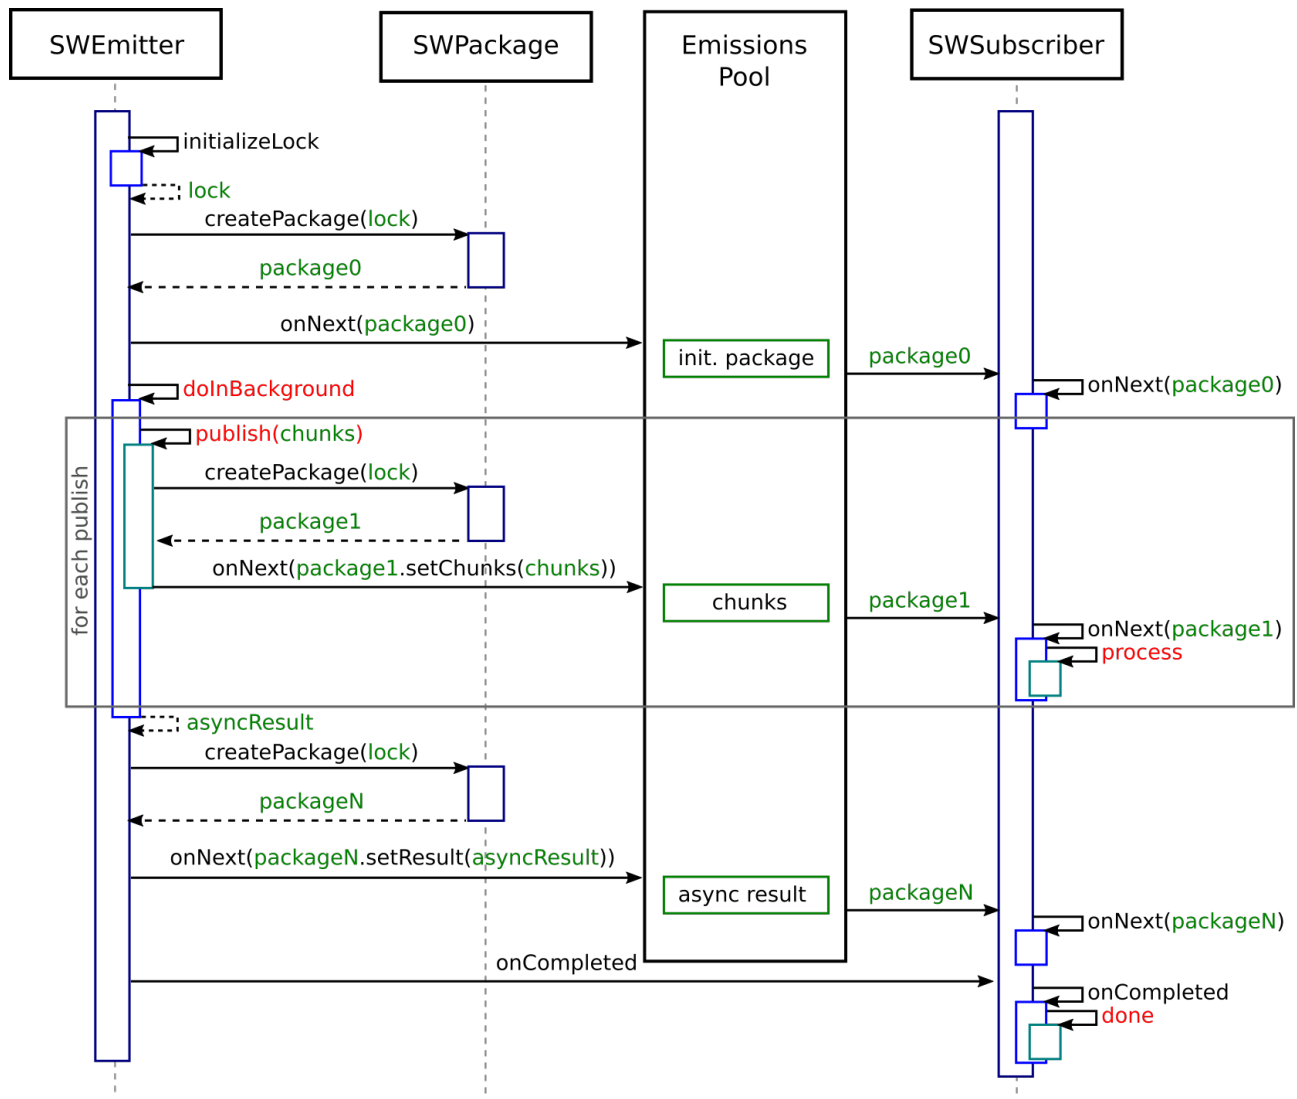 SWEmitter
SWPackage
Emissions
Pool
SWSubscriber
initializeLock
lock
createPackage(lock)
package0
onNext(package0)
init. package
package0
onNext(package0)
doInBackground
for each publish
publish(chunks)
createPackage(lock)
package1
onNext(package1.setChunks(chunks))
chunks
package1
onNext(package1)
process
asyncResult
createPackage(lock)
packageN
onNext(packageN.setResult(asyncResult))
async result
packageN
onNext(packageN)
onCompleted
onCompleted
done